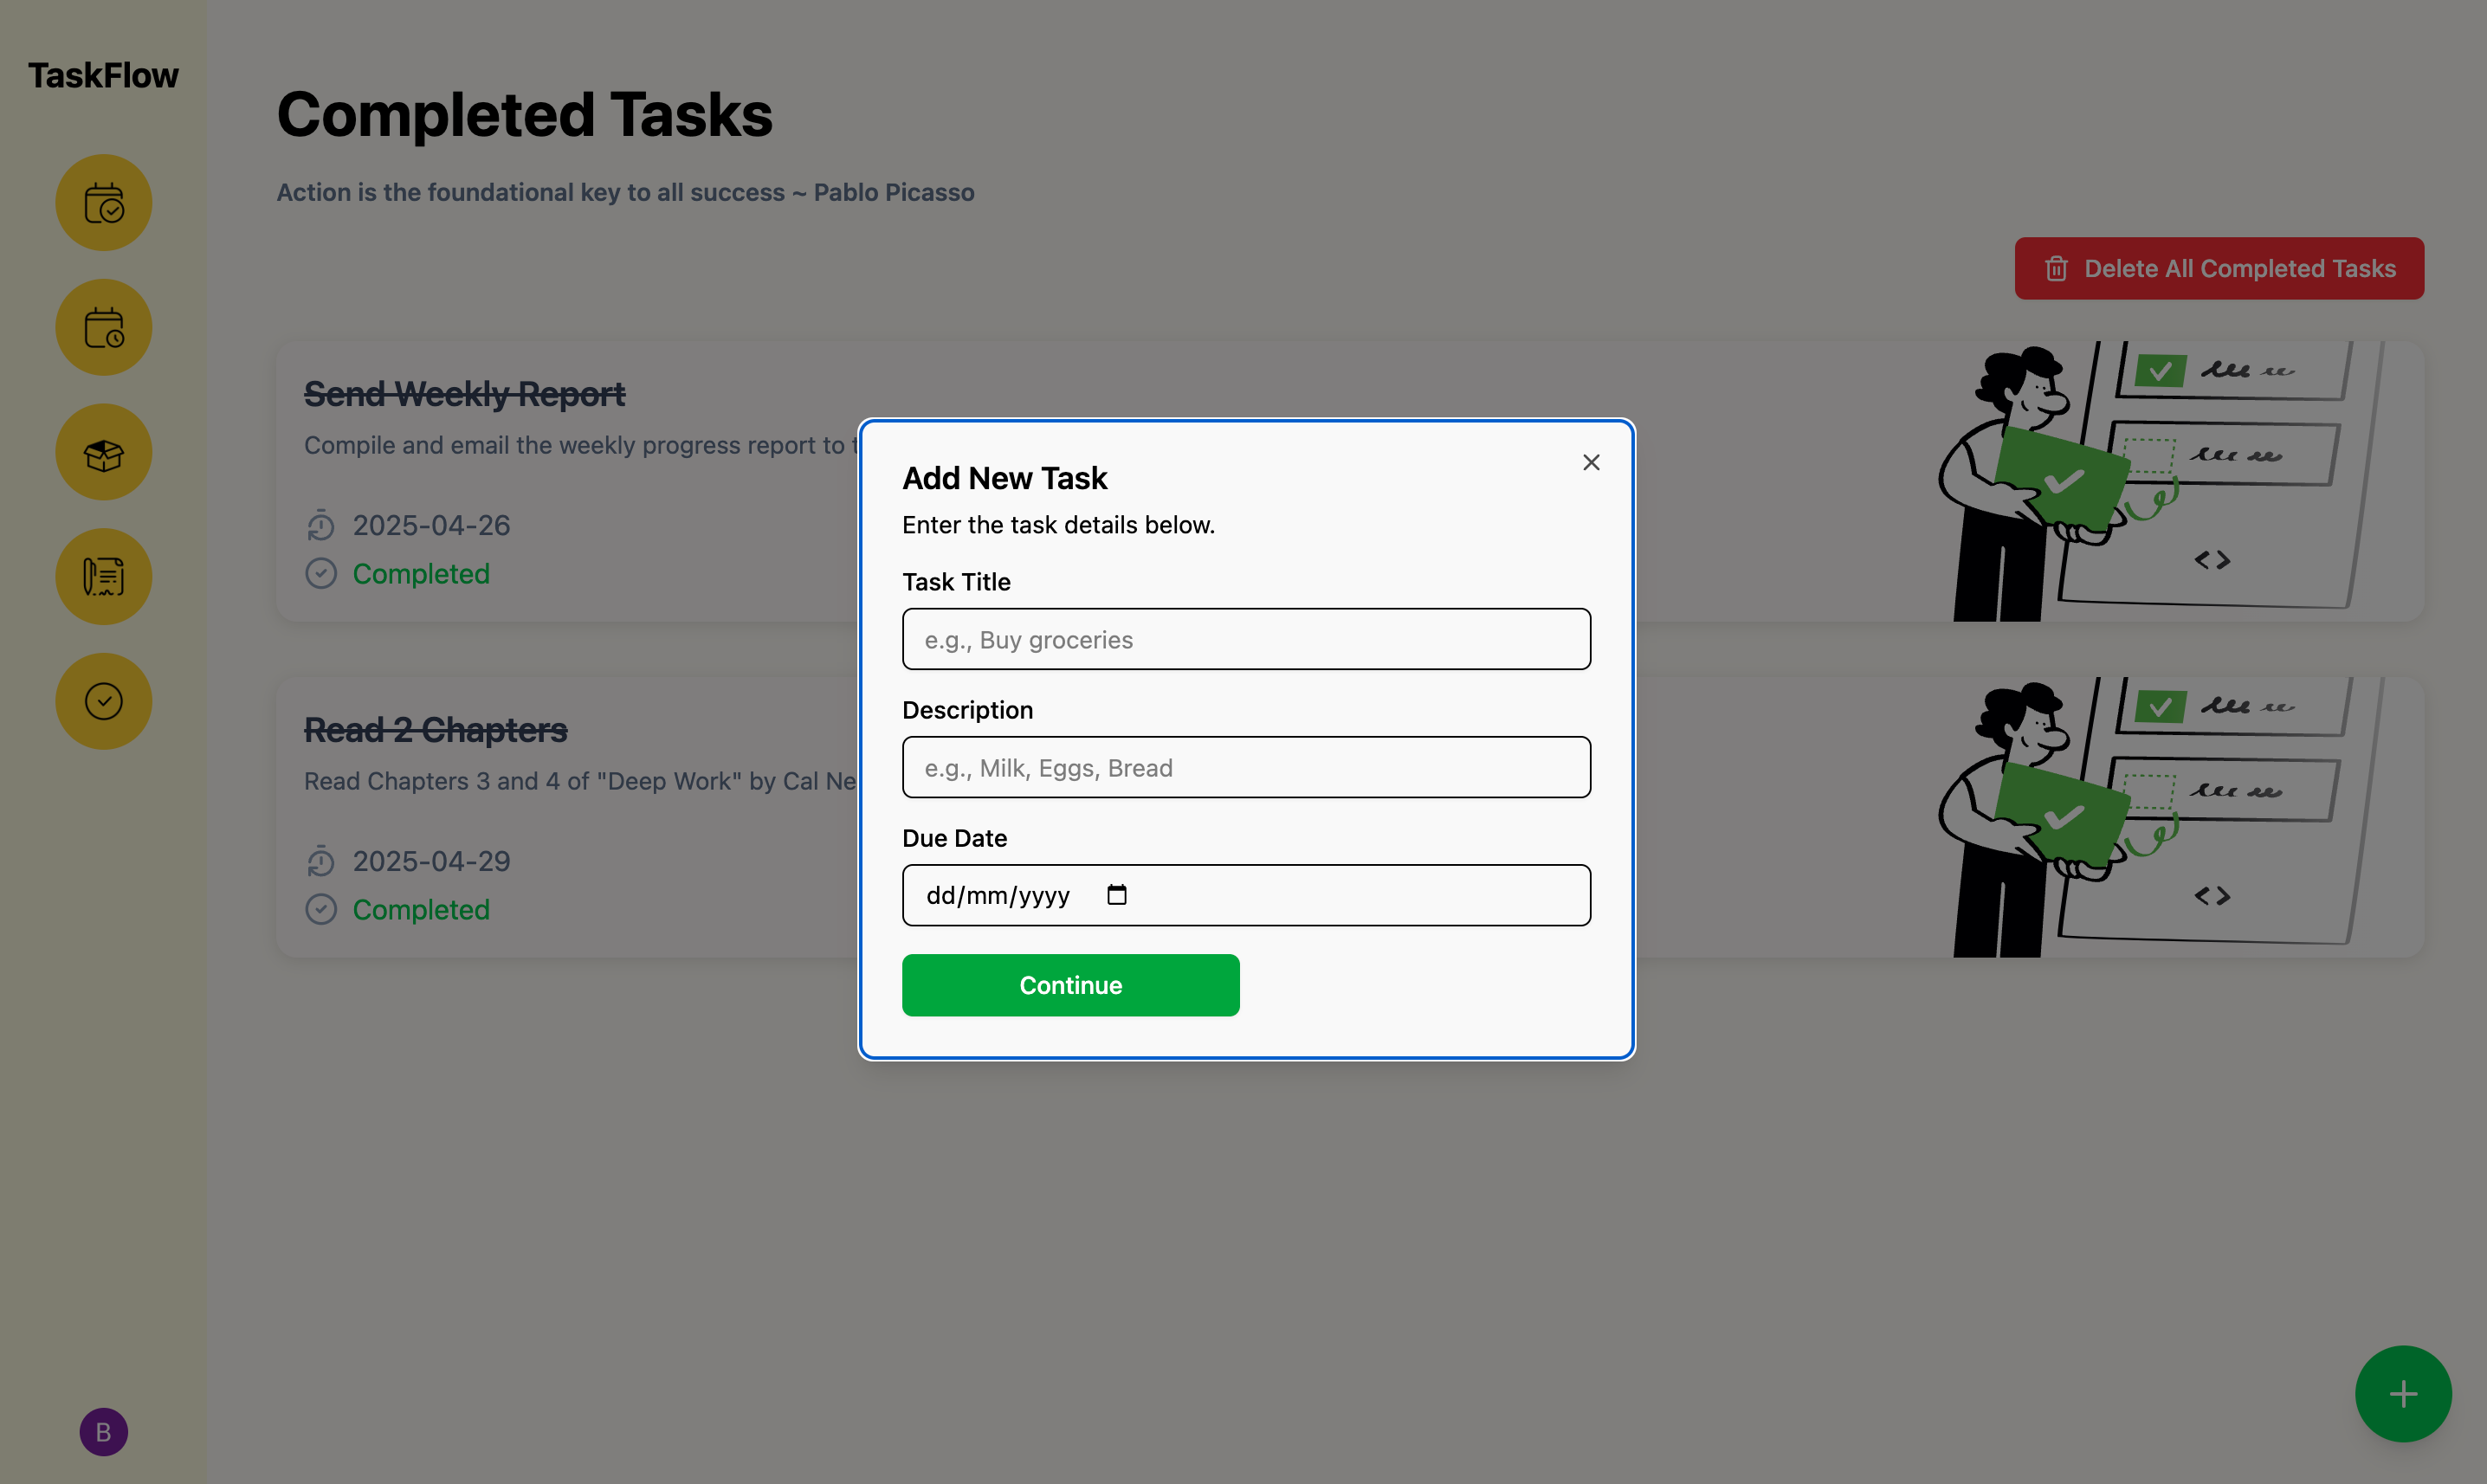 TaskFlow
Completed Tasks
Action is the foundational key to all success ~ Pablo Picasso
Delete All Completed Tasks
Send Weekly Report
Compile and email the weekly progress report to
2025-04-26
Completed
Read 2 Chapters
Read Chapters 3 and 4 of "Deep Work" by Cal Ne
2025-04-29
Completed
Add New Task
Enter the task details below.
Task Title
e.g., Buy groceries
Description
e.g., Milk, Eggs, Bread
Due Date
dd/mm/yyyy
Continue
B